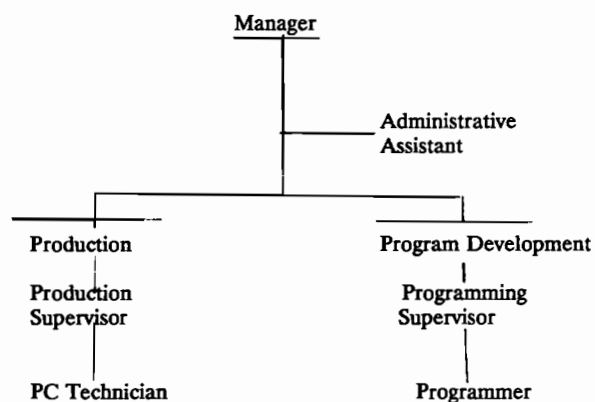 Manager
Administrative
Assistant
Production
Program Development
Production
Supervisor
Programming
Supervisor
PC Technician
Programmer